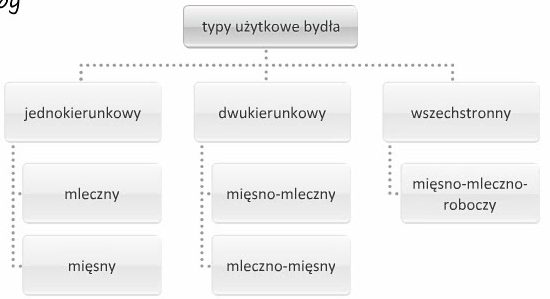 typy użytkowe bydła
jednokierunkowy
dwukierunkowy
wszechstronny
mleczny
mięsno-mleczny
mięsno-mleczno-
roboczy
mięsny
mleczno-mięsny